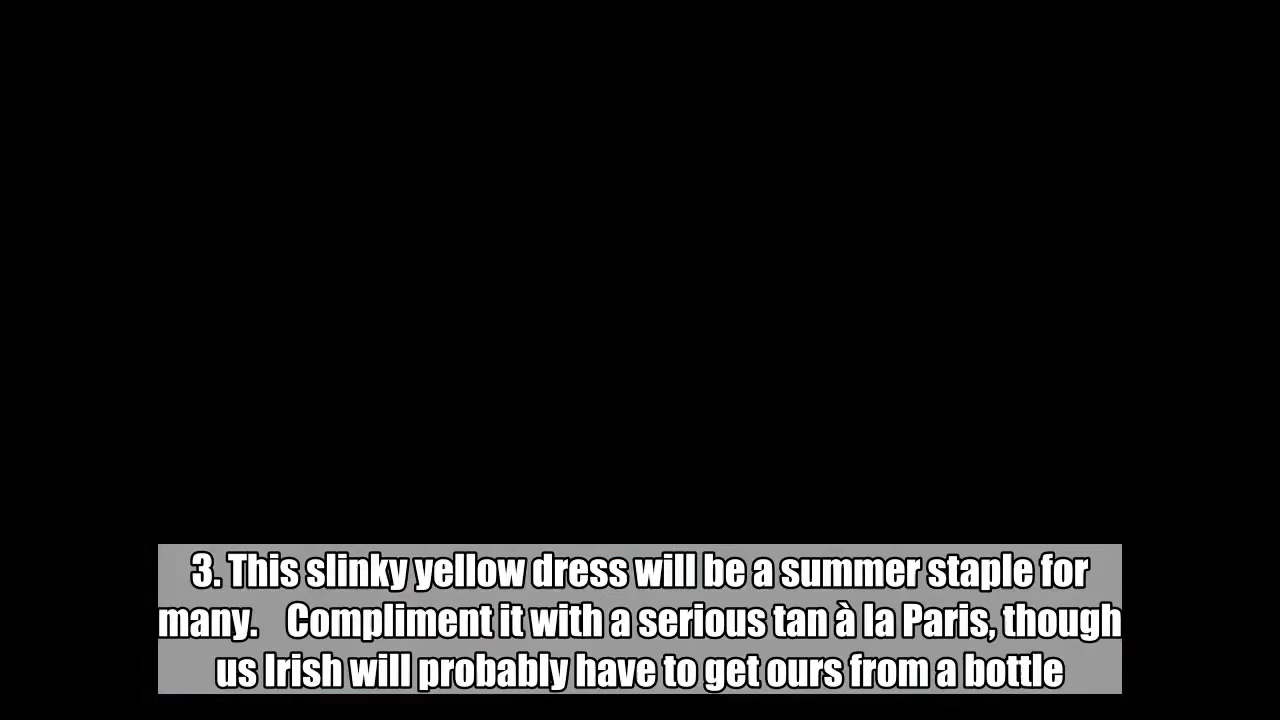 3. This slinky yellow dress will be a summer staple for
many.    Compliment it with a serious tan à la Paris, though
us Irish will probably have to get ours from a bottle